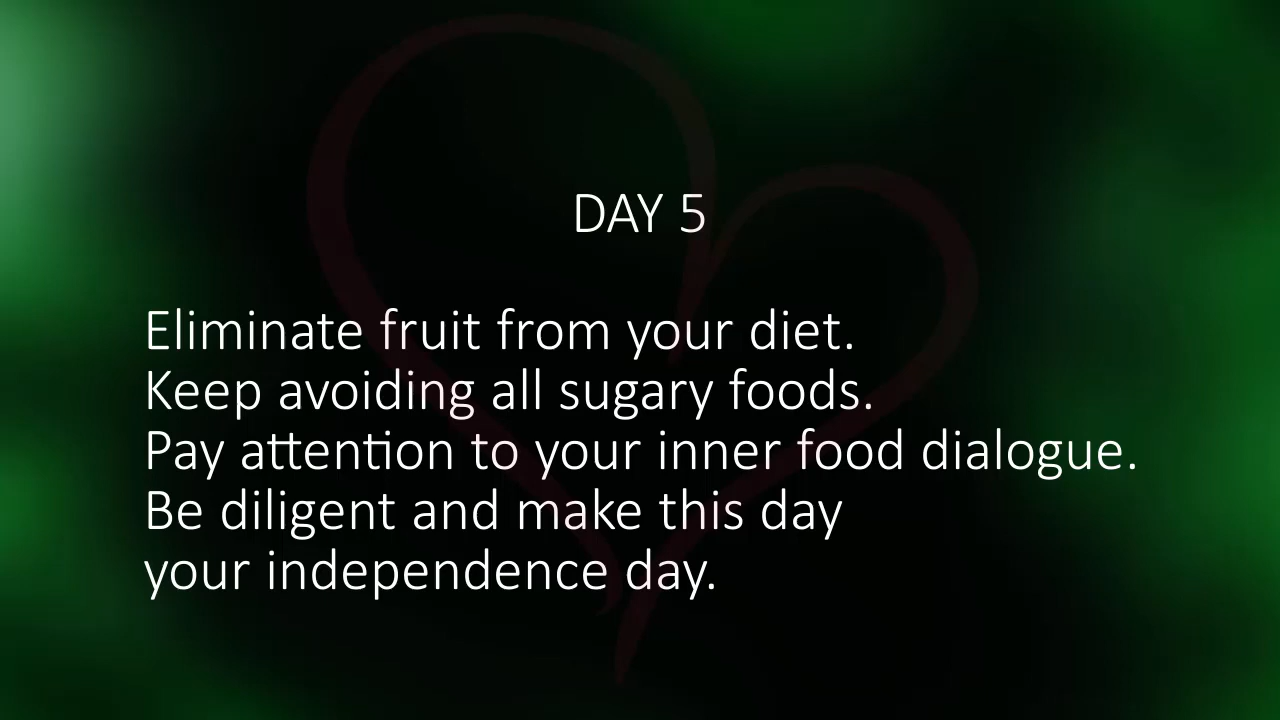 DAY 5
Eliminate fruit from your diet.
Keep avoiding all sugary foods.
Pay attention to your inner food dialogue.
Be diligent and make this day
your independence day.